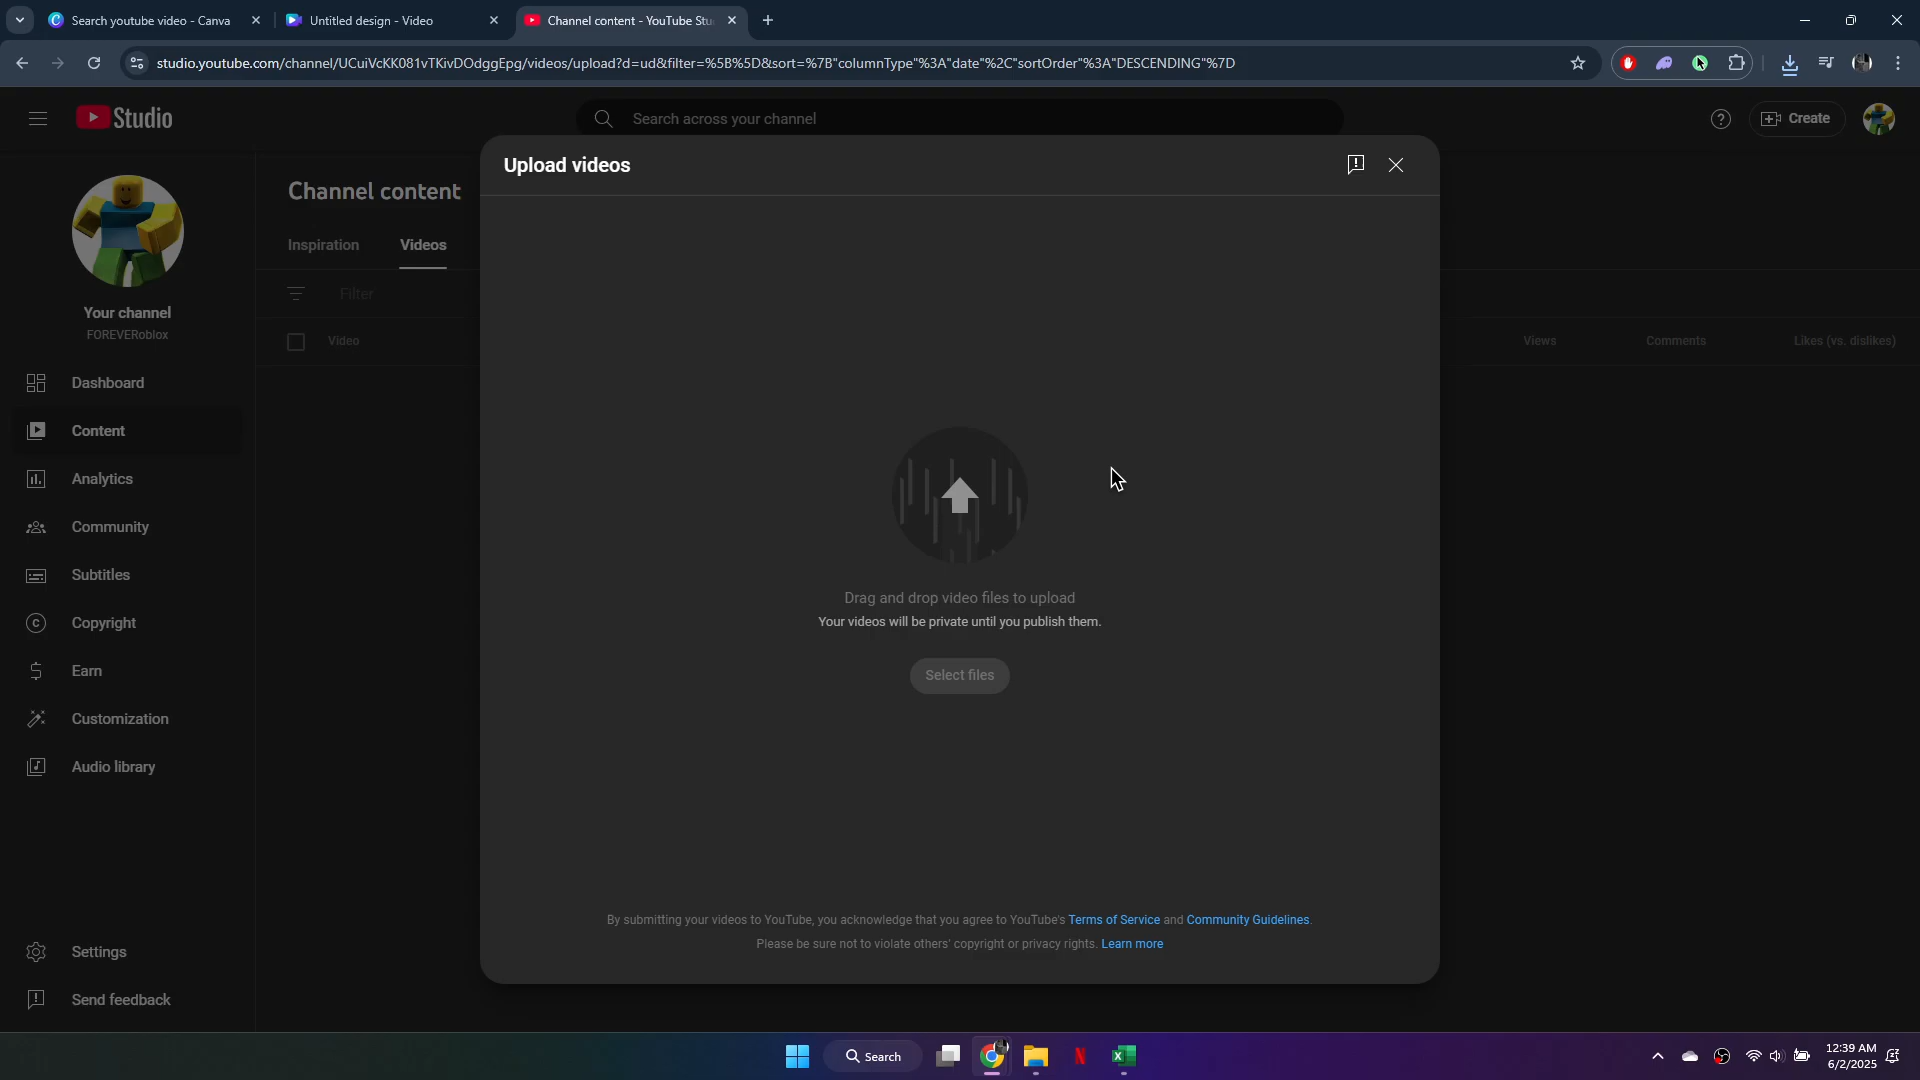 Search youtube video - Canva
Untitled design - Video
Channel content - YouTube Stu
studio.youtube.com/channel/UCuiVcKK081vTKivDOdggEpg/videos/upload?d=ud&filter=%5B%5D&sort=%7B"columnType"%3A"date"%2C"sortOrder"%3A"DESCENDING"%7D
Studio
Search across your channel
Create
Upload videos
Channel content
Inspiration
Videos
Filter
Video
Views
Comments
Likes (vs. dislikes)
Your channel
FOREVERoblox
Dashboard
Content
Analytics
Community
Subtitles
Copyright
Earn
Customization
Audio library
Settings
Send feedback
Drag and drop video files to upload
Your videos will be private until you publish them.
Select files
By submitting your videos to YouTube, you acknowledge that you agree to YouTube's Terms of Service and Community Guidelines.
Please be sure not to violate others' copyright or privacy rights. Learn more
Search
12:39 AM
6/2/2025